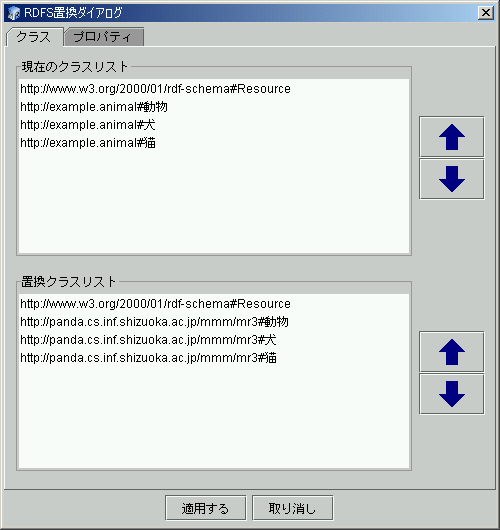 RDFS置換ダイアログ
クラス
プロパティ
現在のクラスリスト
http://www.w3.org/2000/01/rdf-schema#Resource
http://example.animal#動物
http://example.animal#犬
http://example.animal#猫
置換クラスリスト
http://www.w3.org/2000/01/rdf-schema#Resource
http://panda.cs.inf.shizuoka.ac.jp/mmm/mr3#動物
http://panda.cs.inf.shizuoka.ac.jp/mmm/mr3#犬
http://panda.cs.inf.shizuoka.ac.jp/mmm/mr3#猫
適用する
取り消し